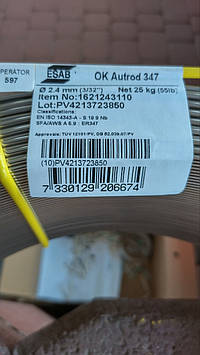 OPERATOR
597
ESAB
OK Autrod 347
Ø 2.4 mm (3/32") Net 25 kg (55lb)
Item No:1621243110
Lot:PV4213723850
Classifications:
EN ISO 14343-A - S 19 9 Nb
SFA/AWS A 5.9 : ER347
Approvals: TÜV 12101/PV, DB 52.039.07/PV
(10)PV4213723850
7 330129 206674